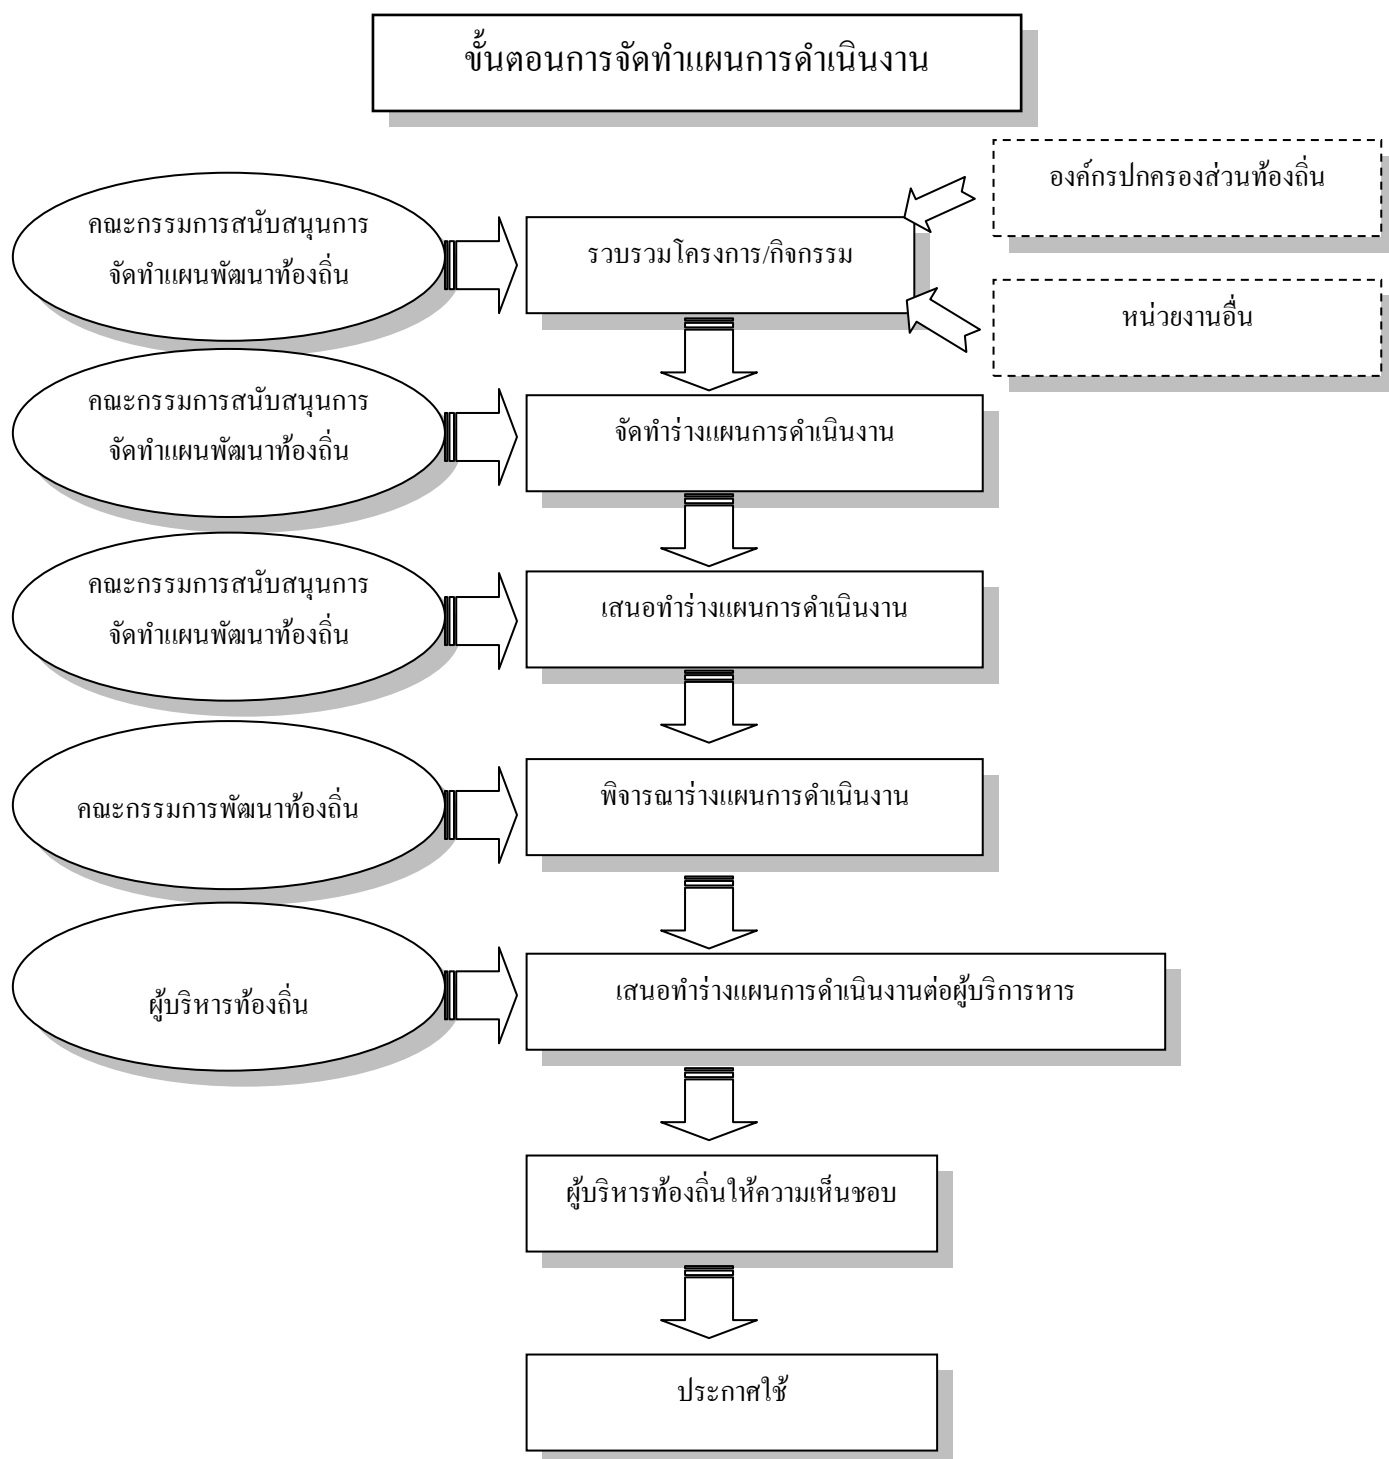 ขั้นตอนการจัดทำแผนการดำเนินงาน
องค์กรปกครองส่วนท้องถิ่น
คณะกรรมการสนับสนุนการ
จัดทำแผนพัฒนาท้องถิ่น
รวบรวมโครงการ/กิจกรรม
หน่วยงานอื่น
คณะกรรมการสนับสนุนการ
จัดทำแผนพัฒนาท้องถิ่น
จัดทำร่างแผนการดำเนินงาน
คณะกรรมการสนับสนุนการ
จัดทำแผนพัฒนาท้องถิ่น
เสนอทำร่างแผนการดำเนินงาน
คณะกรรมการพัฒนาท้องถิ่น
พิจารณาร่างแผนการดำเนินงาน
ผู้บริหารท้องถิ่น
เสนอทำร่างแผนการดำเนินงานต่อผู้บริการหาร
ผู้บริหารท้องถิ่นให้ความเห็นชอบ
ประกาศใช้